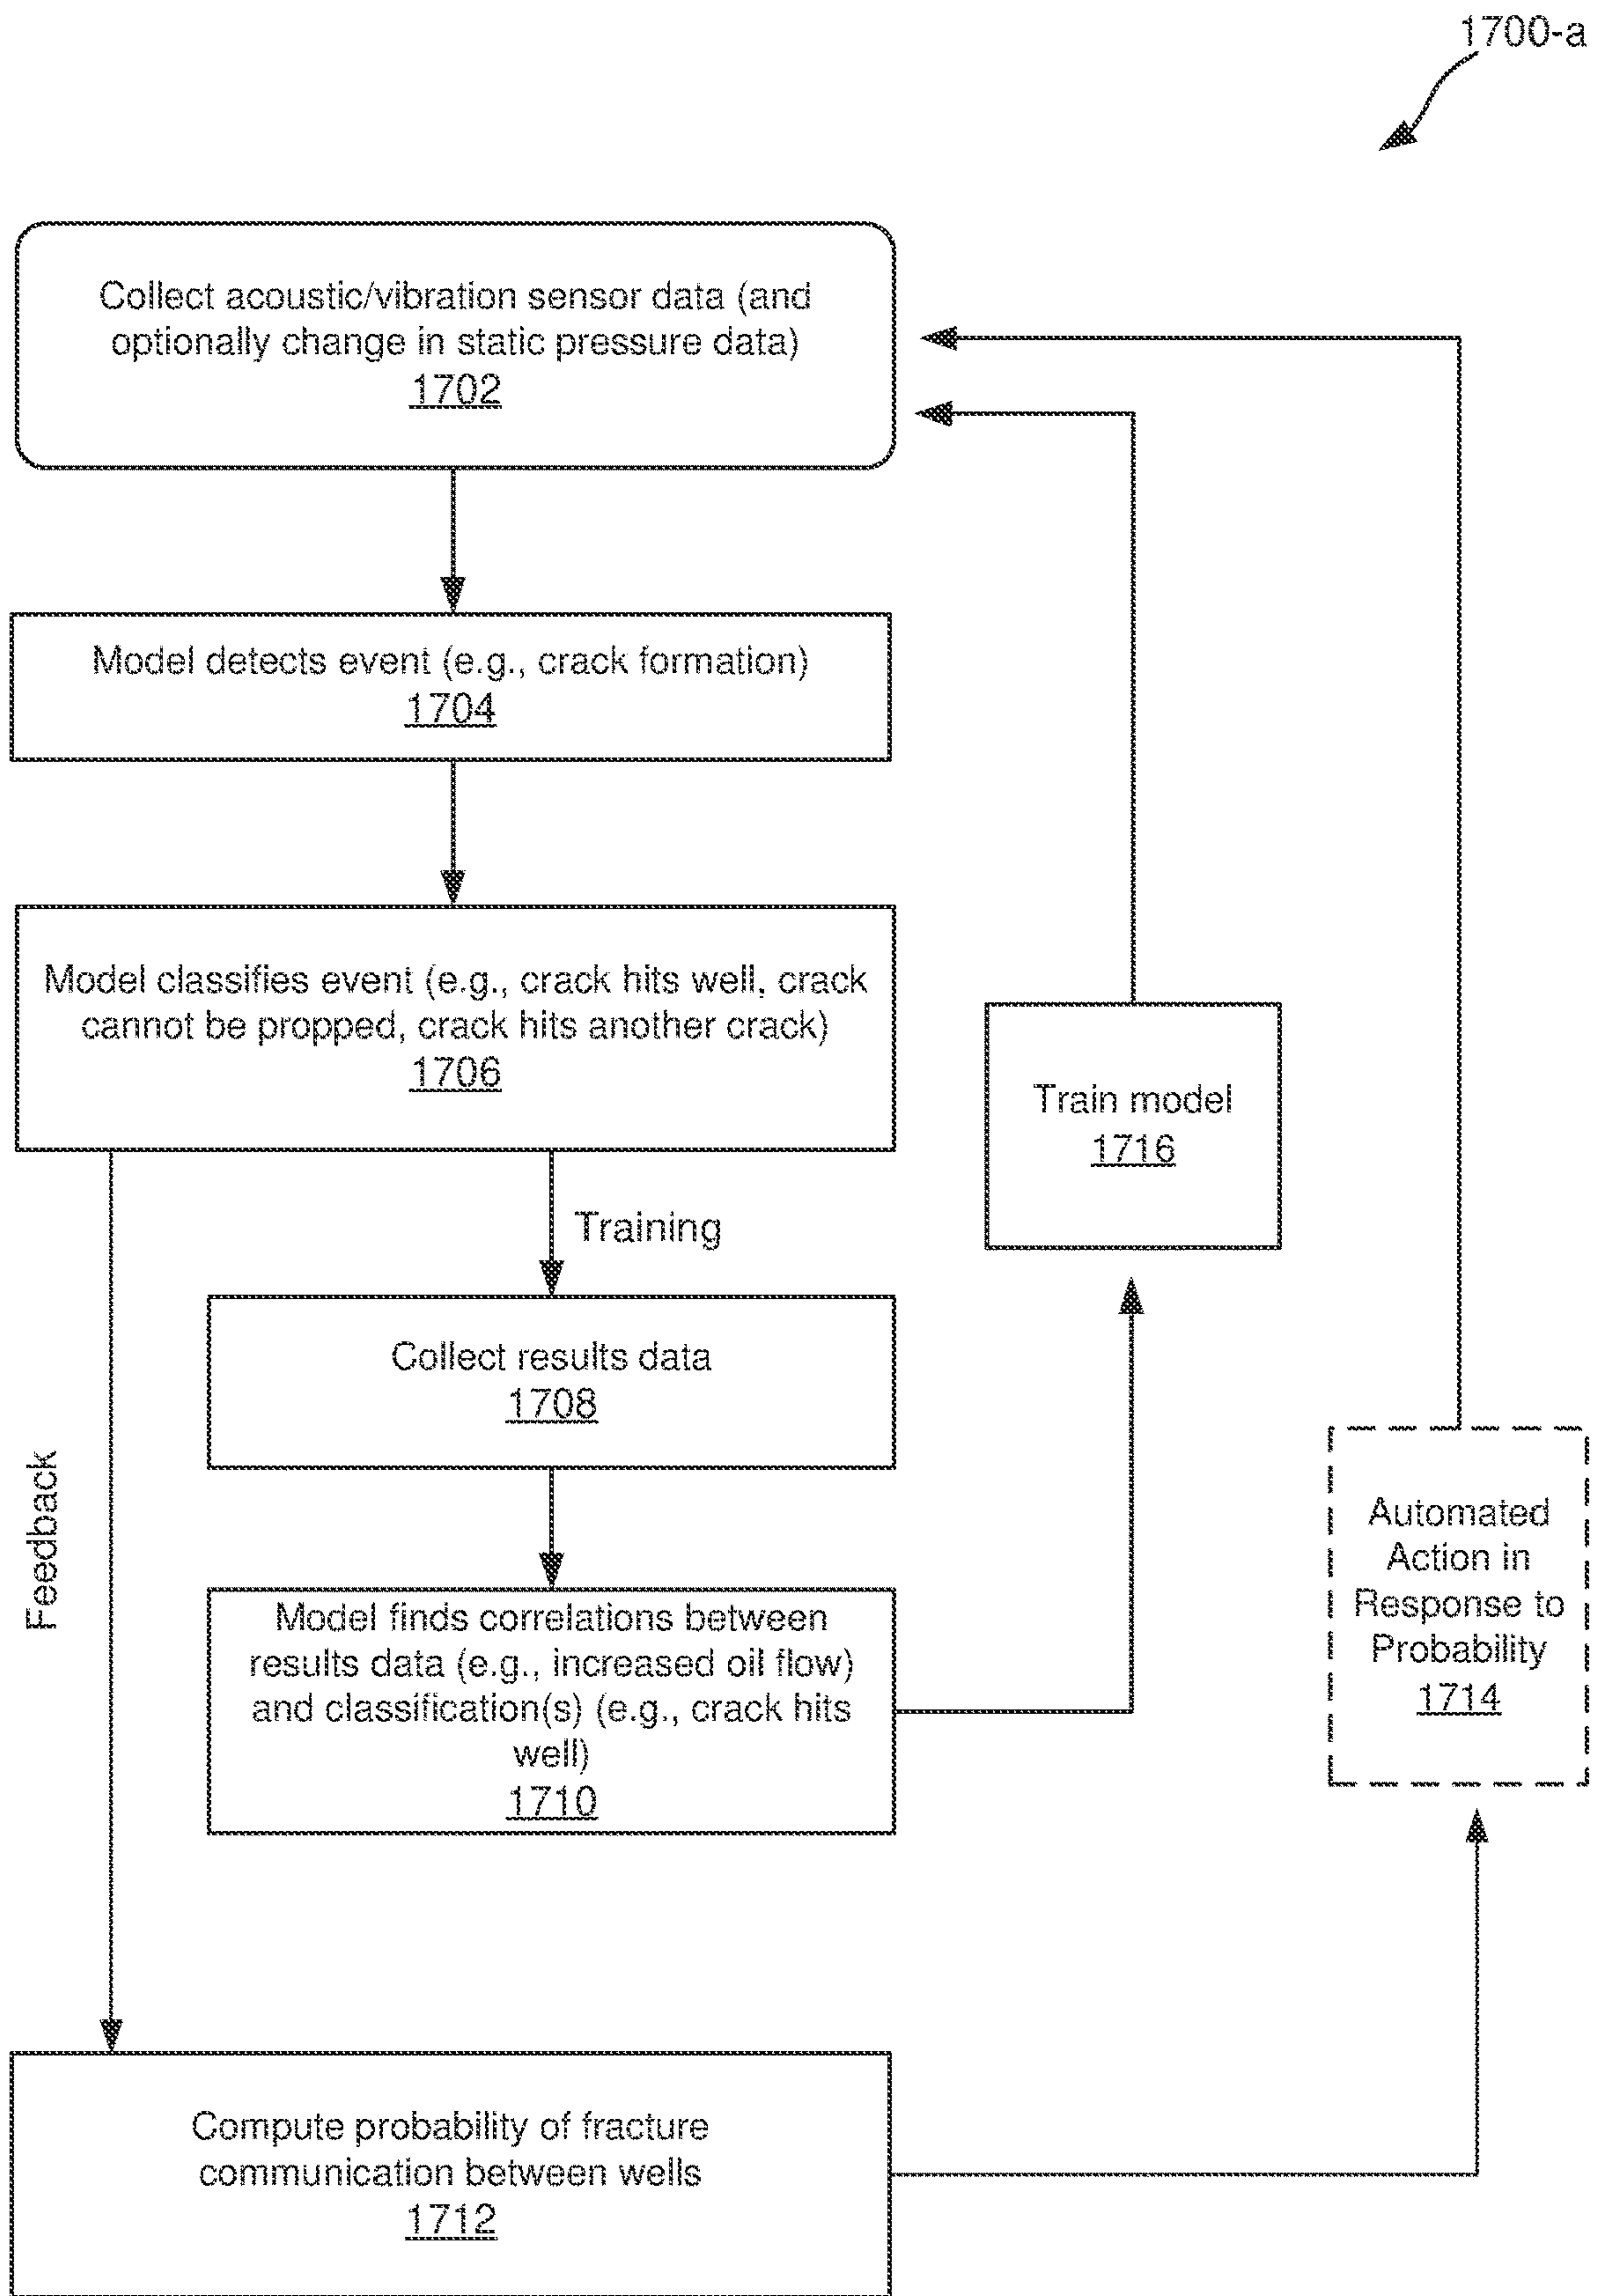 1700-a
Collect acoustic/vibration sensor data (and
optionally change in static pressure data)
1702
Model detects event (e.g., crack formation)
1704
Model classifies event (e.g., crack hits well, crack
cannot be propped, crack hits another crack)
1706
Train model
1716
Training
Collect results data
1708
Feedback
Automated
Action in
Response to
Probability
1714
Model finds correlations between
results data (e.g., increased oil flow)
and classification(s) (e.g., crack hits
well)
1710
Compute probability of fracture
communication between wells
1712